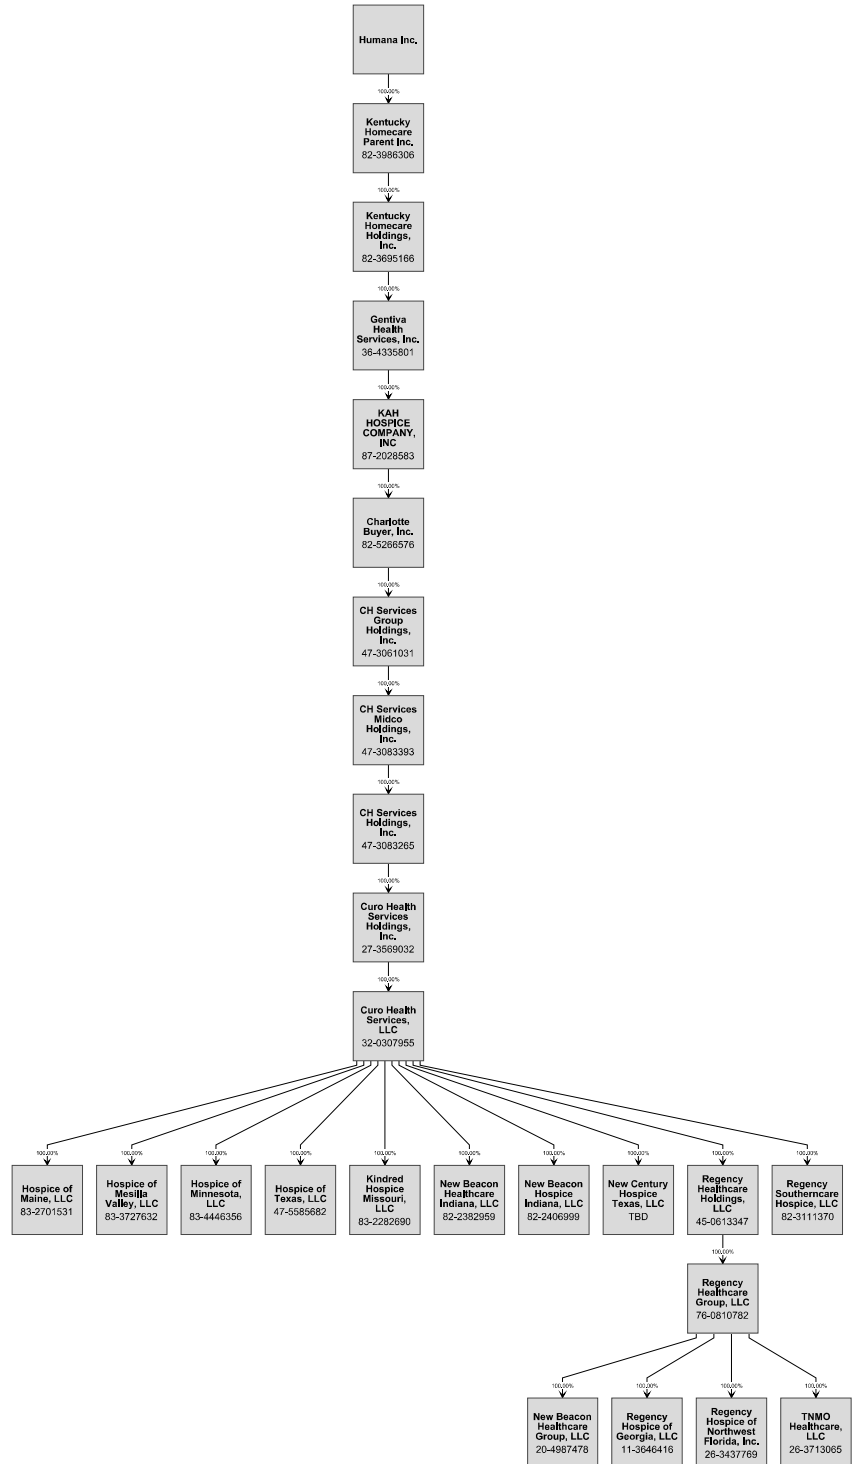 Humana Inc.
100.00%
Kentucky
Homecare
Parent Inc.
82-3986306
100.00%
Kentucky
Homecare
Holdings,
Inc.
82-3695166
100.00%
Gentiva
Health
Services, Inc.
36-4335801
100.00%
KAH
HOSPICE
COMPANY,
INC
87-2028583
100.00%
Charlotte
Buyer, Inc.
82-5266576
100.00%
CH Services
Group
Holdings,
Inc.
47-3061031
100.00%
CH Services
Midco
Holdings,
Inc.
47-3083393
100.00%
CH Services
Holdings,
Inc.
47-3083265
100.00%
Curo Health
Services
Holdings,
Inc.
27-3569032
100.00%
Curo Health
Services,
LLC
32-0307955
100.00%
Hospice of
Maine, LLC
83-2701531
100.00%
Hospice of
Mesilla
Valley, LLC
83-3727632
100.00%
Hospice of
Minnesota,
LLC
83-4446356
100.00%
Hospice of
Texas, LLC
47-5585682
100.00%
Kindred
Hospice
Missouri,
LLC
83-2282690
100.00%
New Beacon
Healthcare
Indiana, LLC
82-2382959
100.00%
New Beacon
Hospice
Indiana, LLC
82-2406999
100.00%
New Century
Hospice
Texas, LLC
TBD
100.00%
Regency
Healthcare
Holdings,
LLC
45-0613347
100.00%
Regency
Southerncare
Hospice, LLC
82-3111370
100.00%
Regency
Healthcare
Group, LLC
76-0810782
100.00%
New Beacon
Healthcare
Group, LLC
20-4987478
100.00%
Regency
Hospice of
Georgia, LLC
11-3646416
100.00%
Regency
Hospice of
Northwest
Florida, Inc.
26-3437769
100.00%
TNMO
Healthcare,
LLC
26-3713065